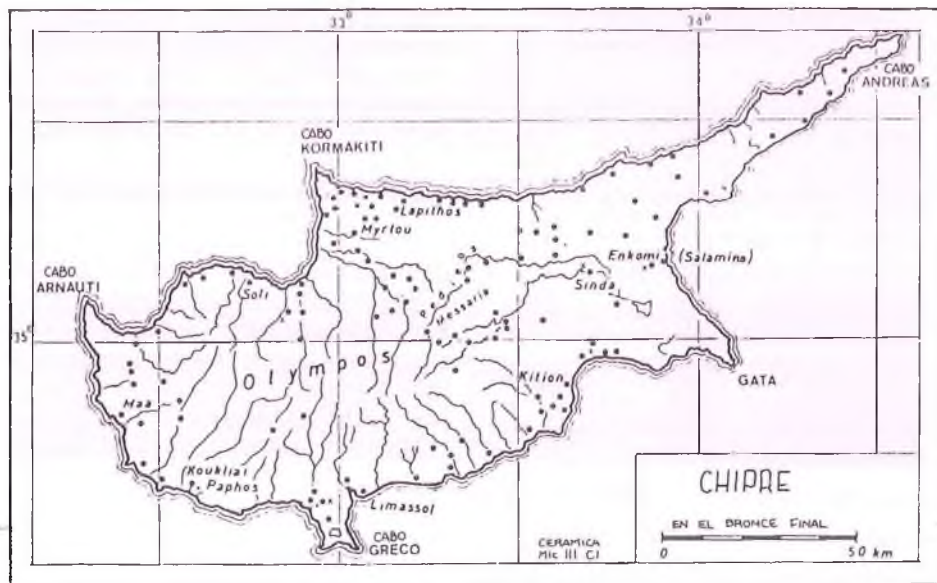 33°
34°
CABO
ANDREAS
CABO
KORMAKITI
Lapithos
Myrtou
Enkomi (Salamina)
CABO
ARNAUTI
Soli
Sinda
Messaria
35°
Olympos
Kition
GATA
Maa
Kouklia
Paphos
Limassol
CABO
GRECO
CERAMICA
Mic III C1
CHIPRE
EN EL BRONCE FINAL
0 50 km